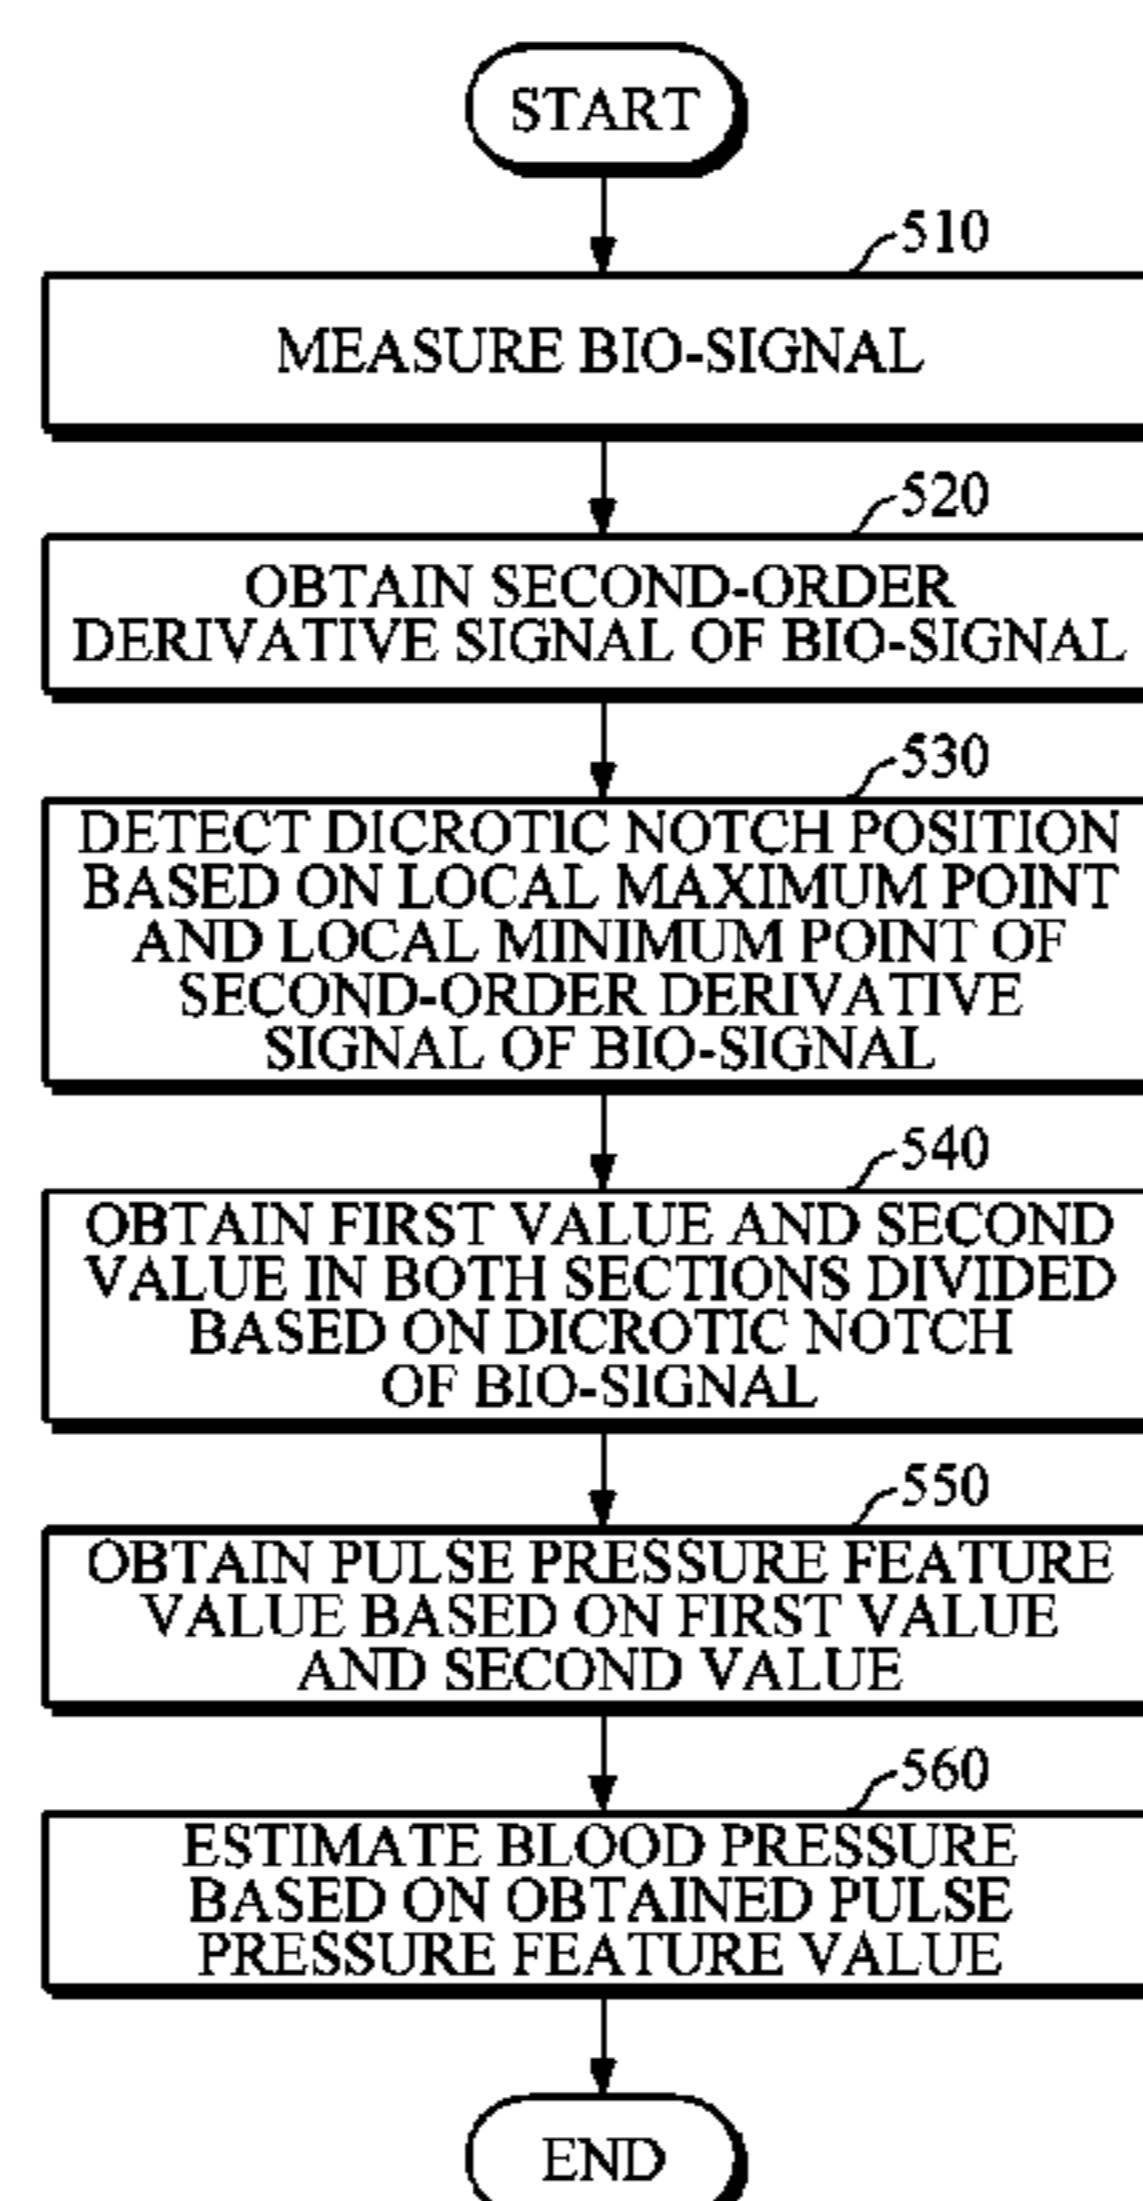 START
510
MEASURE BIO-SIGNAL
520
OBTAIN SECOND-ORDER
DERIVATIVE SIGNAL OF BIO-SIGNAL
530
DETECT DICROTIC NOTCH POSITION
BASED ON LOCAL MAXIMUM POINT
AND LOCAL MINIMUM POINT OF
SECOND-ORDER DERIVATIVE
SIGNAL OF BIO-SIGNAL
540
OBTAIN FIRST VALUE AND SECOND
VALUE IN BOTH SECTIONS DIVIDED
BASED ON DICROTIC NOTCH
OF BIO-SIGNAL
550
OBTAIN PULSE PRESSURE FEATURE
VALUE BASED ON FIRST VALUE
AND SECOND VALUE
560
ESTIMATE BLOOD PRESSURE
BASED ON OBTAINED PULSE
PRESSURE FEATURE VALUE
END